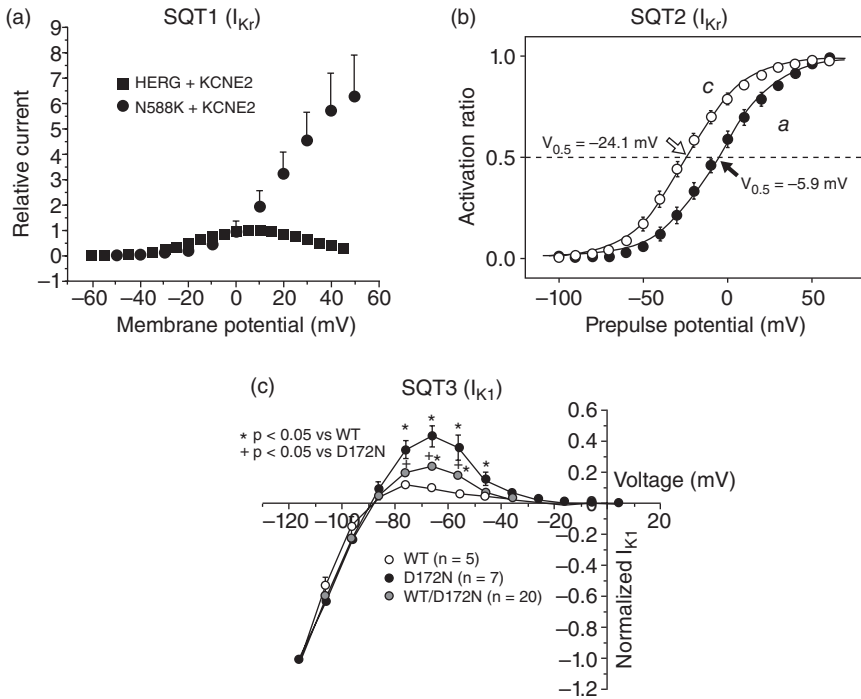 (a)
SQT1 (I_Kr)
9
8
7
6
5
4
3
2
1
0
−1
Relative current
HERG + KCNE2
N588K + KCNE2
−60 −40 −20 0 20 40 60
Membrane potential (mV)
(b)
SQT2 (I_Kr)
1.0
0.5
0.0
Activation ratio
c
a
V0.5 = −24.1 mV
V0.5 = −5.9 mV
−100 −50 0 50
Prepulse potential (mV)
(c)
SQT3 (I_K1)
* p < 0.05 vs WT
+ p < 0.05 vs D172N
* * * *
+ + * + *
0.6
0.4
0.2
Voltage (mV)
−120 −100 −80 −60 −40 −20 20
−0.2
−0.4
−0.6
−0.8
−1.0
−1.2
Normalized I_K1
WT (n = 5)
D172N (n = 7)
WT/D172N (n = 20)